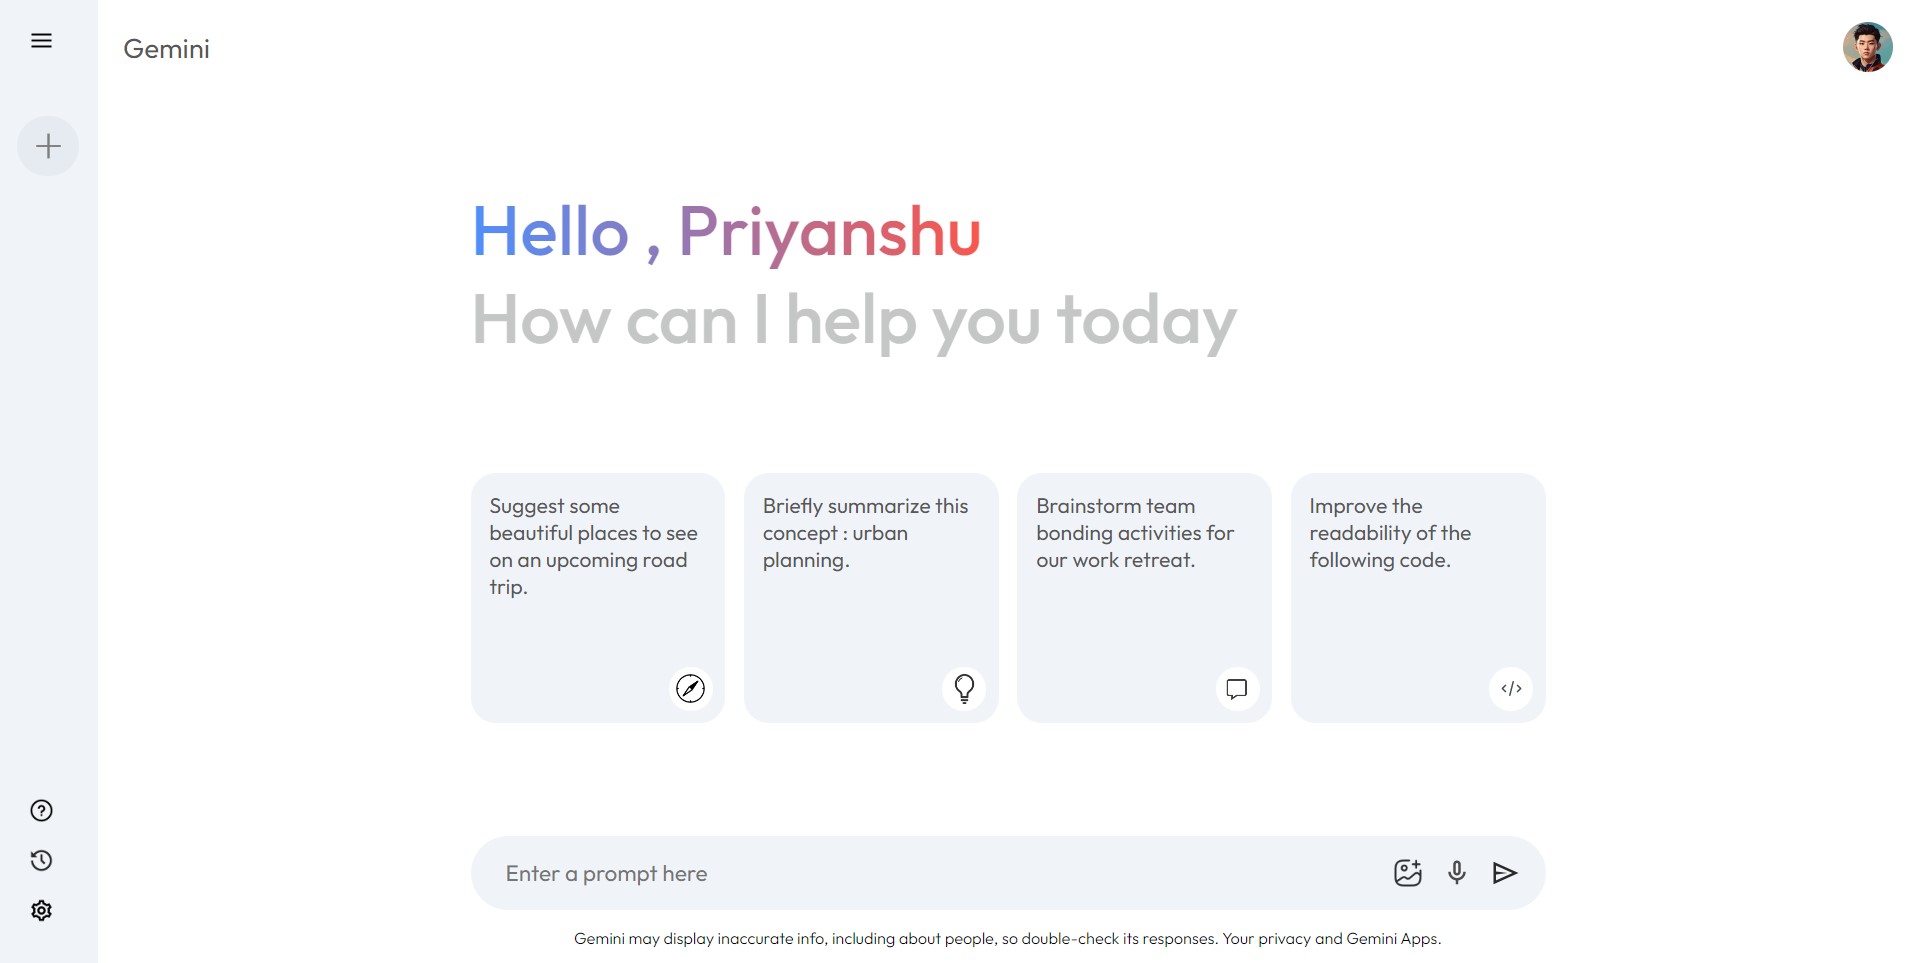 Gemini
Hello , Priyanshu
How can I help you today
Suggest some
beautiful places to see
on an upcoming road
trip.
Briefly summarize this
concept : urban
planning.
Brainstorm team
bonding activities for
our work retreat.
Improve the
readability of the
following code.
Enter a prompt here
Gemini may display inaccurate info, including about people, so double-check its responses. Your privacy and Gemini Apps.